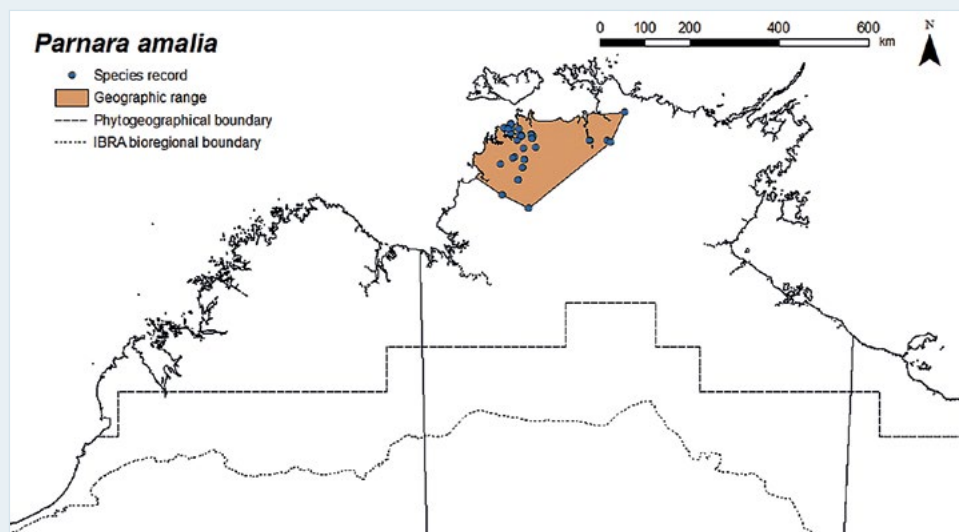 Parnara amalia
Species record
Geographic range
Phytogeographical boundary
IBRA bioregional boundary
0 100 200 400 600
km
N